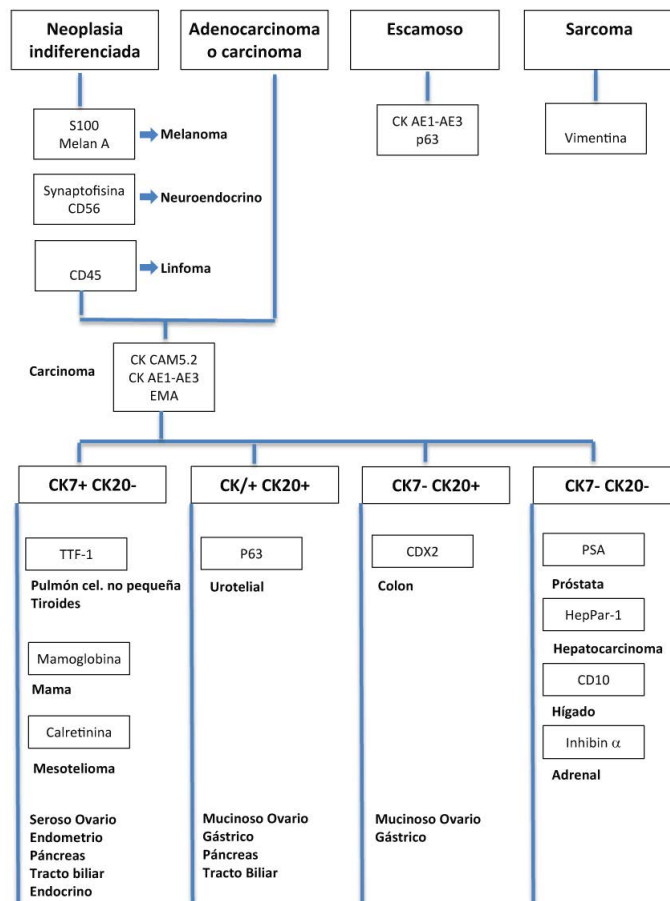 Neoplasia
indiferenciada
Adenocarcinoma
o carcinoma
Escamoso
Sarcoma
S100
Melan A
Melanoma
CK AE1-AE3
p63
Vimentina
Synaptofisina
CD56
Neuroendocrino
CD45
Linfoma
Carcinoma
CK CAM5.2
CK AE1-AE3
EMA
CK7+ CK20-
CK/+ CK20+
CK7- CK20+
CK7- CK20-
TTF-1
Pulmón cel. no pequeña
Tiroides
Mamoglobina
Mama
Calretinina
Mesotelioma
Seroso Ovario
Endometrio
Páncreas
Tracto biliar
Endocrino
P63
Urotelial
Mucinoso Ovario
Gástrico
Páncreas
Tracto Biliar
CDX2
Colon
Mucinoso Ovario
Gástrico
PSA
Próstata
HepPar-1
Hepatocarcinoma
CD10
Hígado
Inhibin α
Adrenal